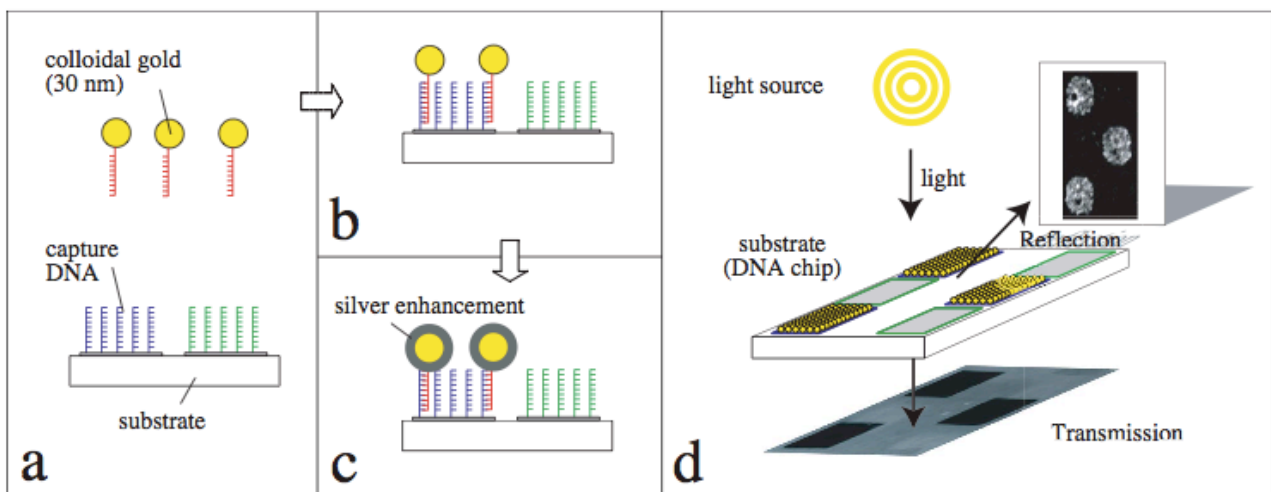 colloidal gold
(30 nm)
capture
DNA
substrate
a
b
silver enhancement
c
light source
light
substrate
(DNA chip)
Reflection
Transmission
d